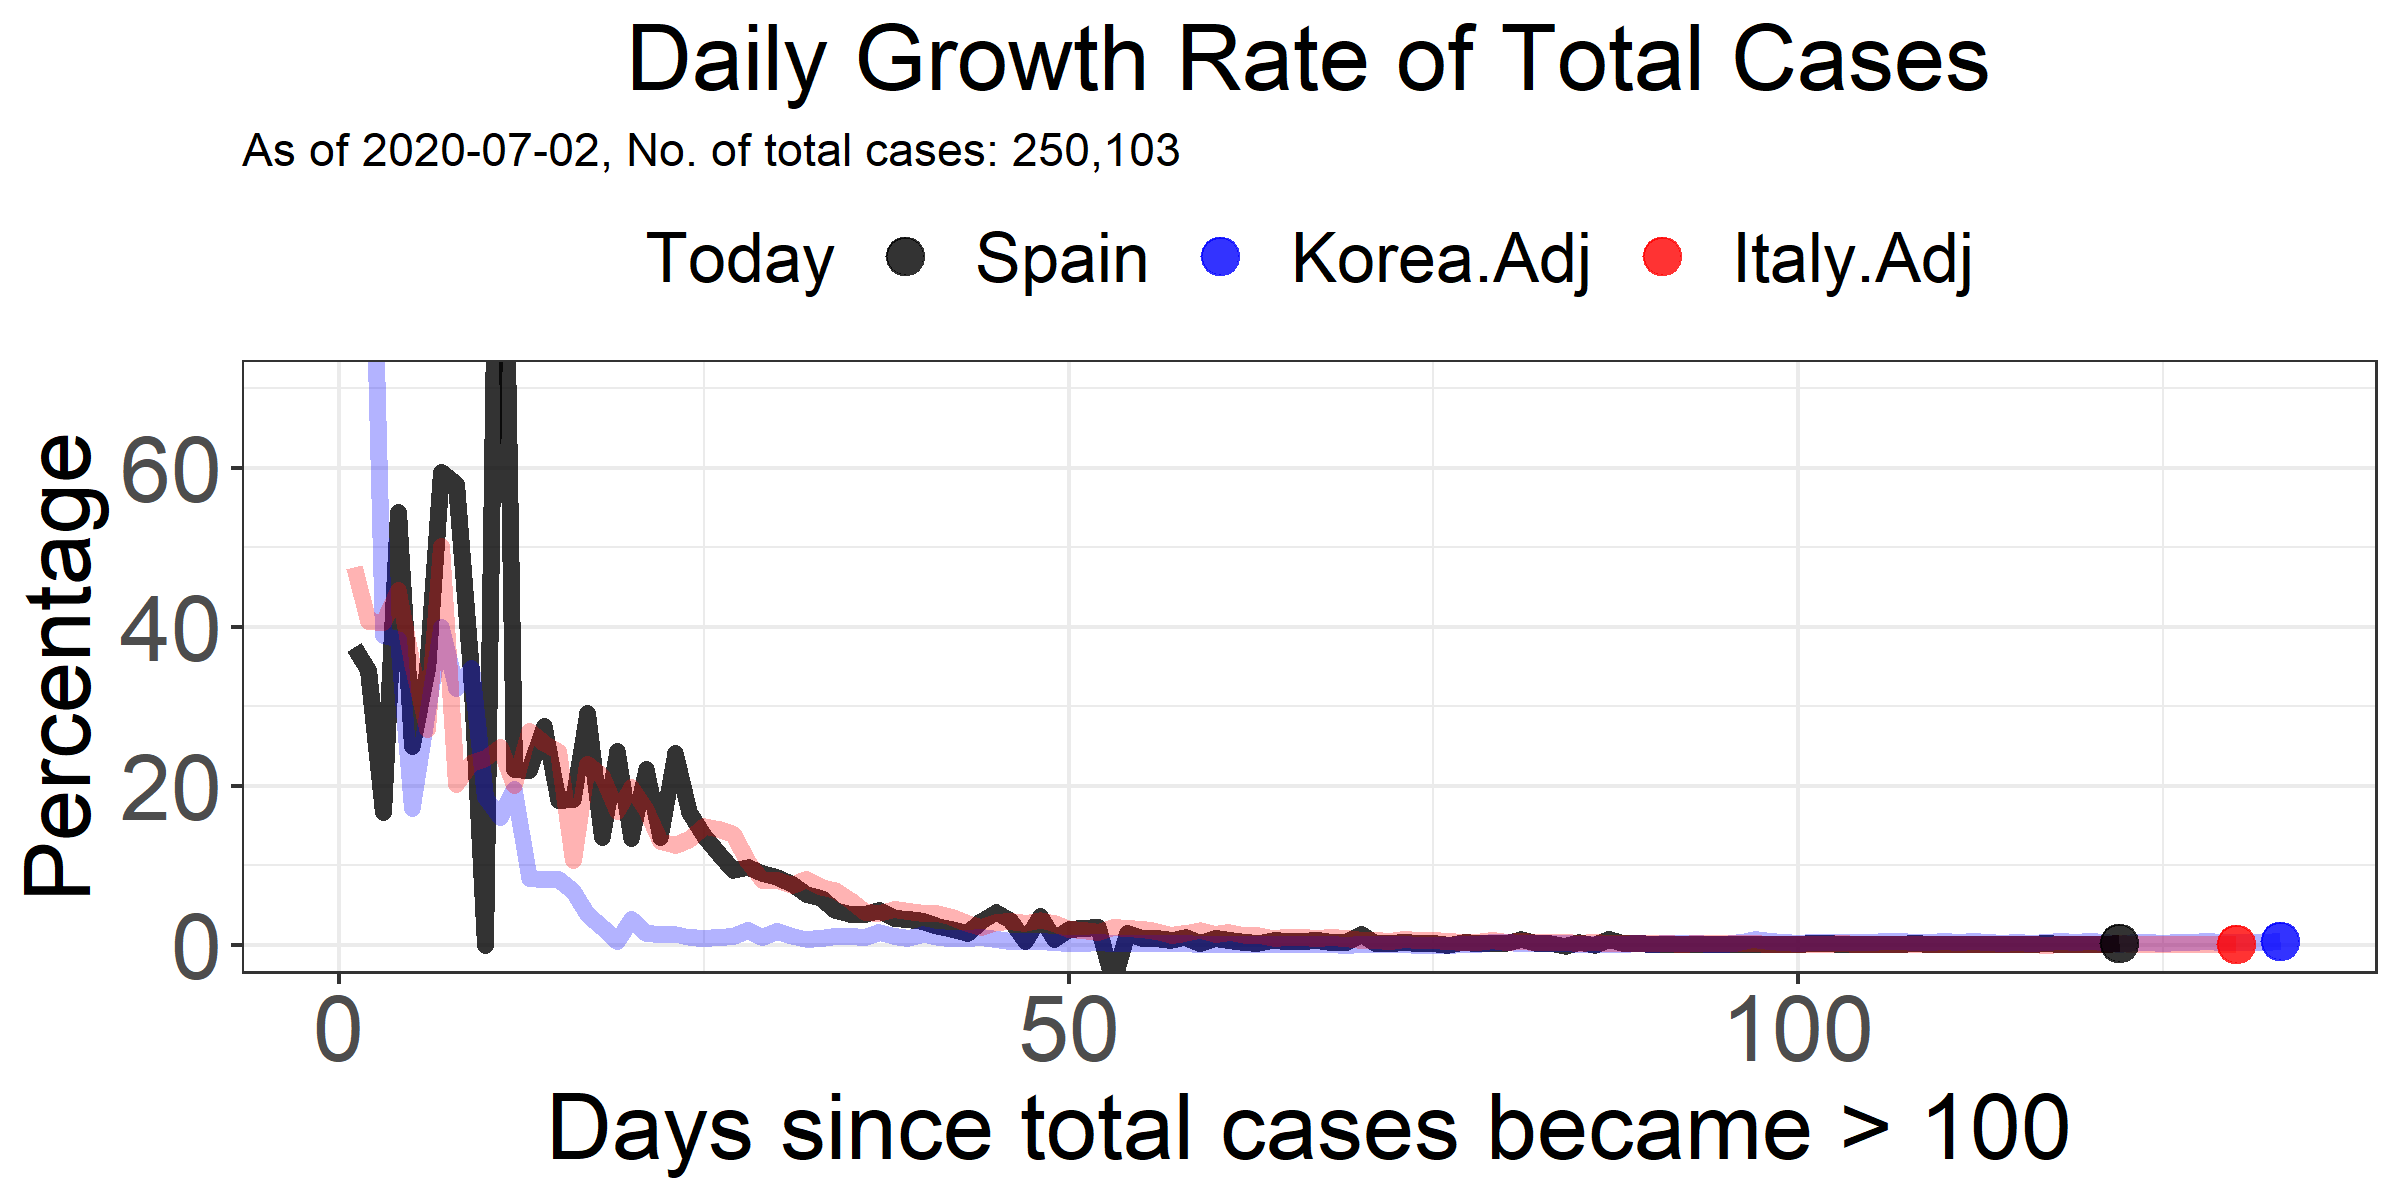 Daily Growth Rate of Total Cases
As of 2020-07-02, No. of total cases: 250,103
Today Spain Korea.Adj Italy.Adj
Percentage
60
40
20
0
0 50 100
Days since total cases became > 100